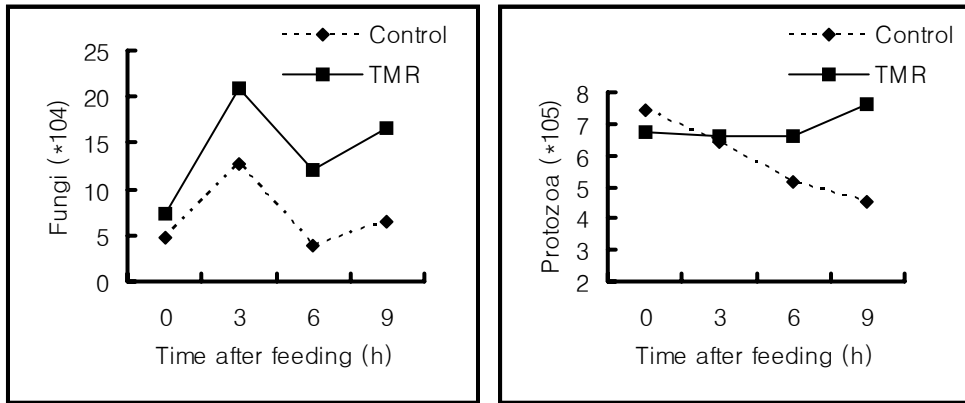 Control
TMR
25
20
15
10
5
0
Fungi (*104)
0 3 6 9
Time after feeding (h)
Control
TMR
8
7
6
5
4
3
2
Protozoa (*105)
0 3 6 9
Time after feeding (h)